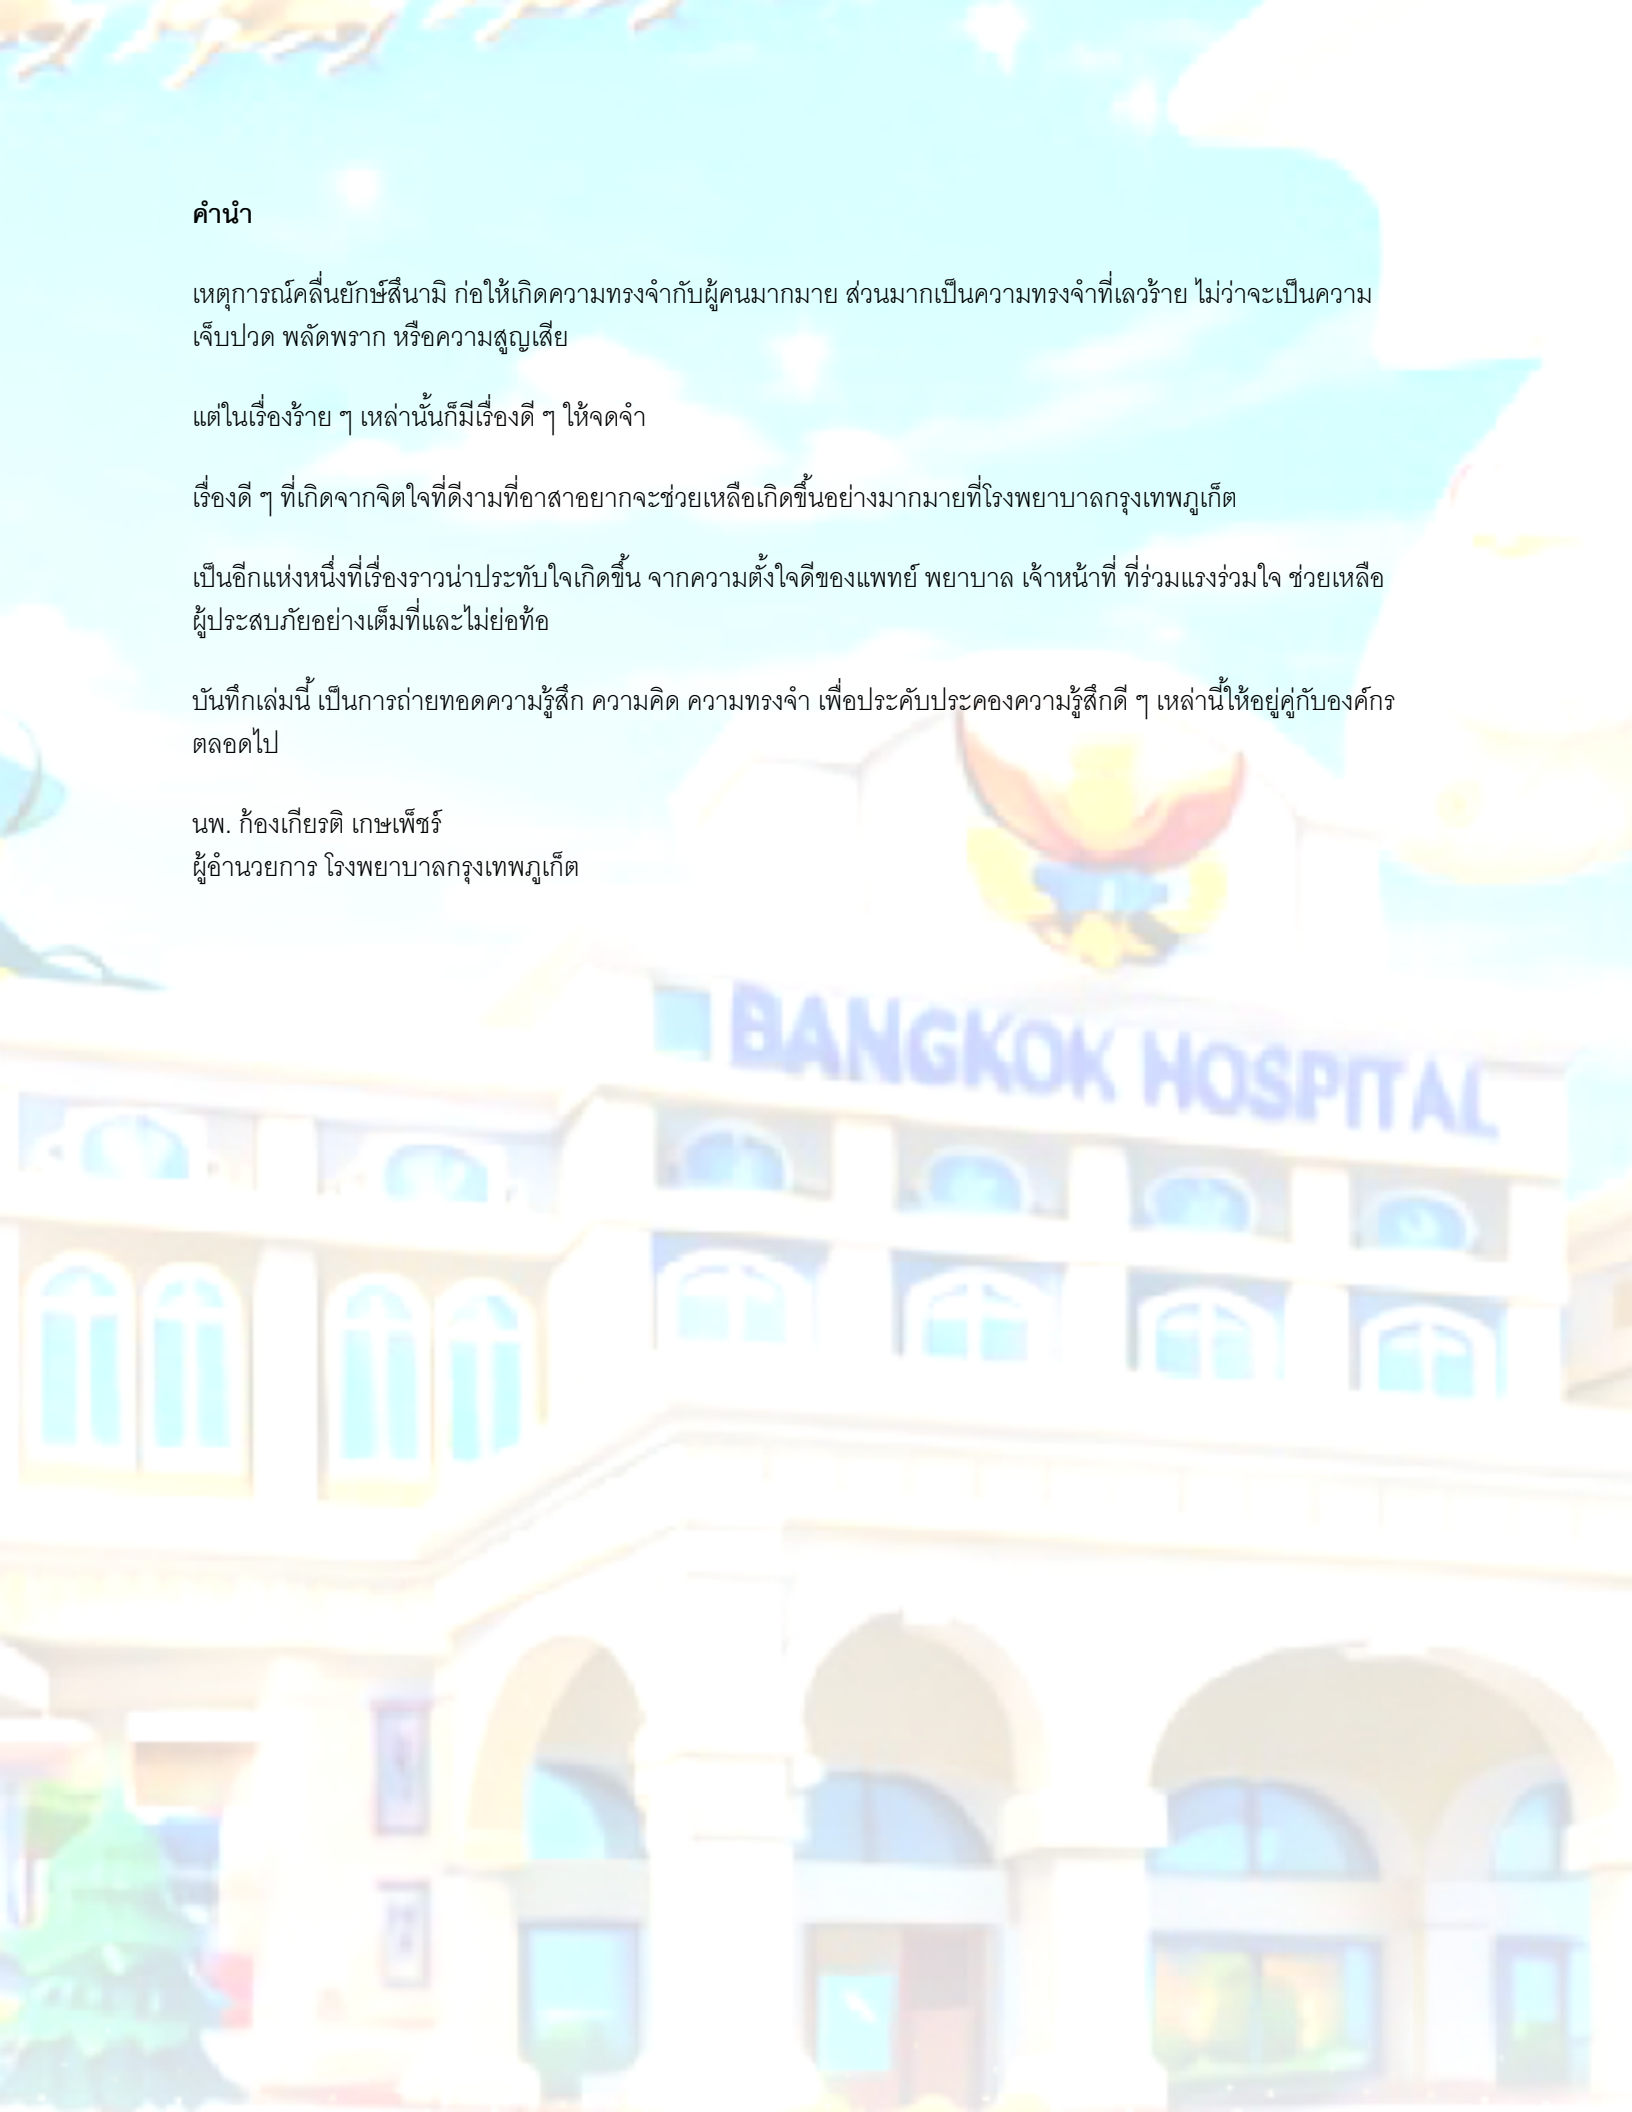 คำนำ
เหตุการณ์คลื่นยักษ์สึนามิ ก่อให้เกิดความทรงจำกับผู้คนมากมาย ส่วนมากเป็นความทรงจำที่เลวร้าย ไม่ว่าจะเป็นความ
เจ็บปวด พลัดพราก หรือความสูญเสีย
แต่ในเรื่องร้าย ๆ เหล่านั้นก็มีเรื่องดี ๆ ให้จดจำ
เรื่องดี ๆ ที่เกิดจากจิตใจที่ดีงามที่อาสาอยากจะช่วยเหลือเกิดขึ้นอย่างมากมายที่โรงพยาบาลกรุงเทพภูเก็ต
เป็นอีกแห่งหนึ่งที่เรื่องราวน่าประทับใจเกิดขึ้น จากความตั้งใจดีของแพทย์ พยาบาล เจ้าหน้าที่ ที่ร่วมแรงร่วมใจ ช่วยเหลือ
ผู้ประสบภัยอย่างเต็มที่และไม่ย่อท้อ
บันทึกเล่มนี้ เป็นการถ่ายทอดความรู้สึก ความคิด ความทรงจำ เพื่อประคับประคองความรู้สึกดี ๆ เหล่านี้ให้อยู่คู่กับองค์กร
ตลอดไป
นพ. ก้องเกียรติ เกษเพ็ชร์
ผู้อำนวยการ โรงพยาบาลกรุงเทพภูเก็ต
BANGKOK HOSPITAL